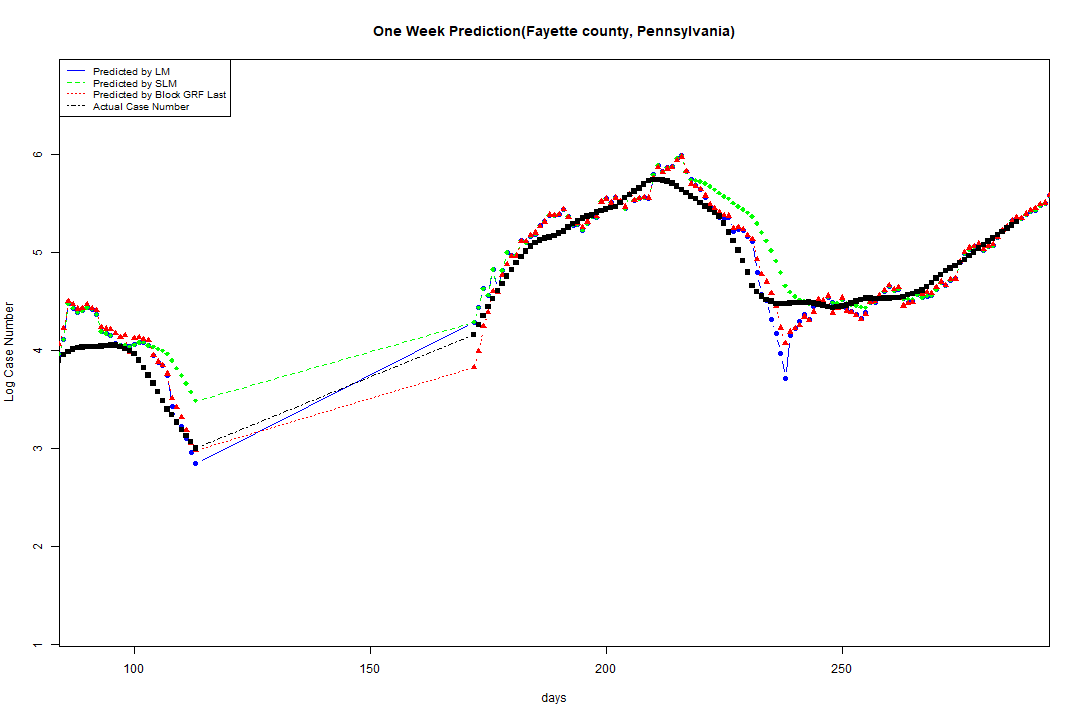 One Week Prediction(Fayette county, Pennsylvania)
Predicted by LM
Predicted by SLM
Predicted by Block GRF Last
Actual Case Number
6
5
4
3
2
1
Log Case Number
100 150 200 250
days